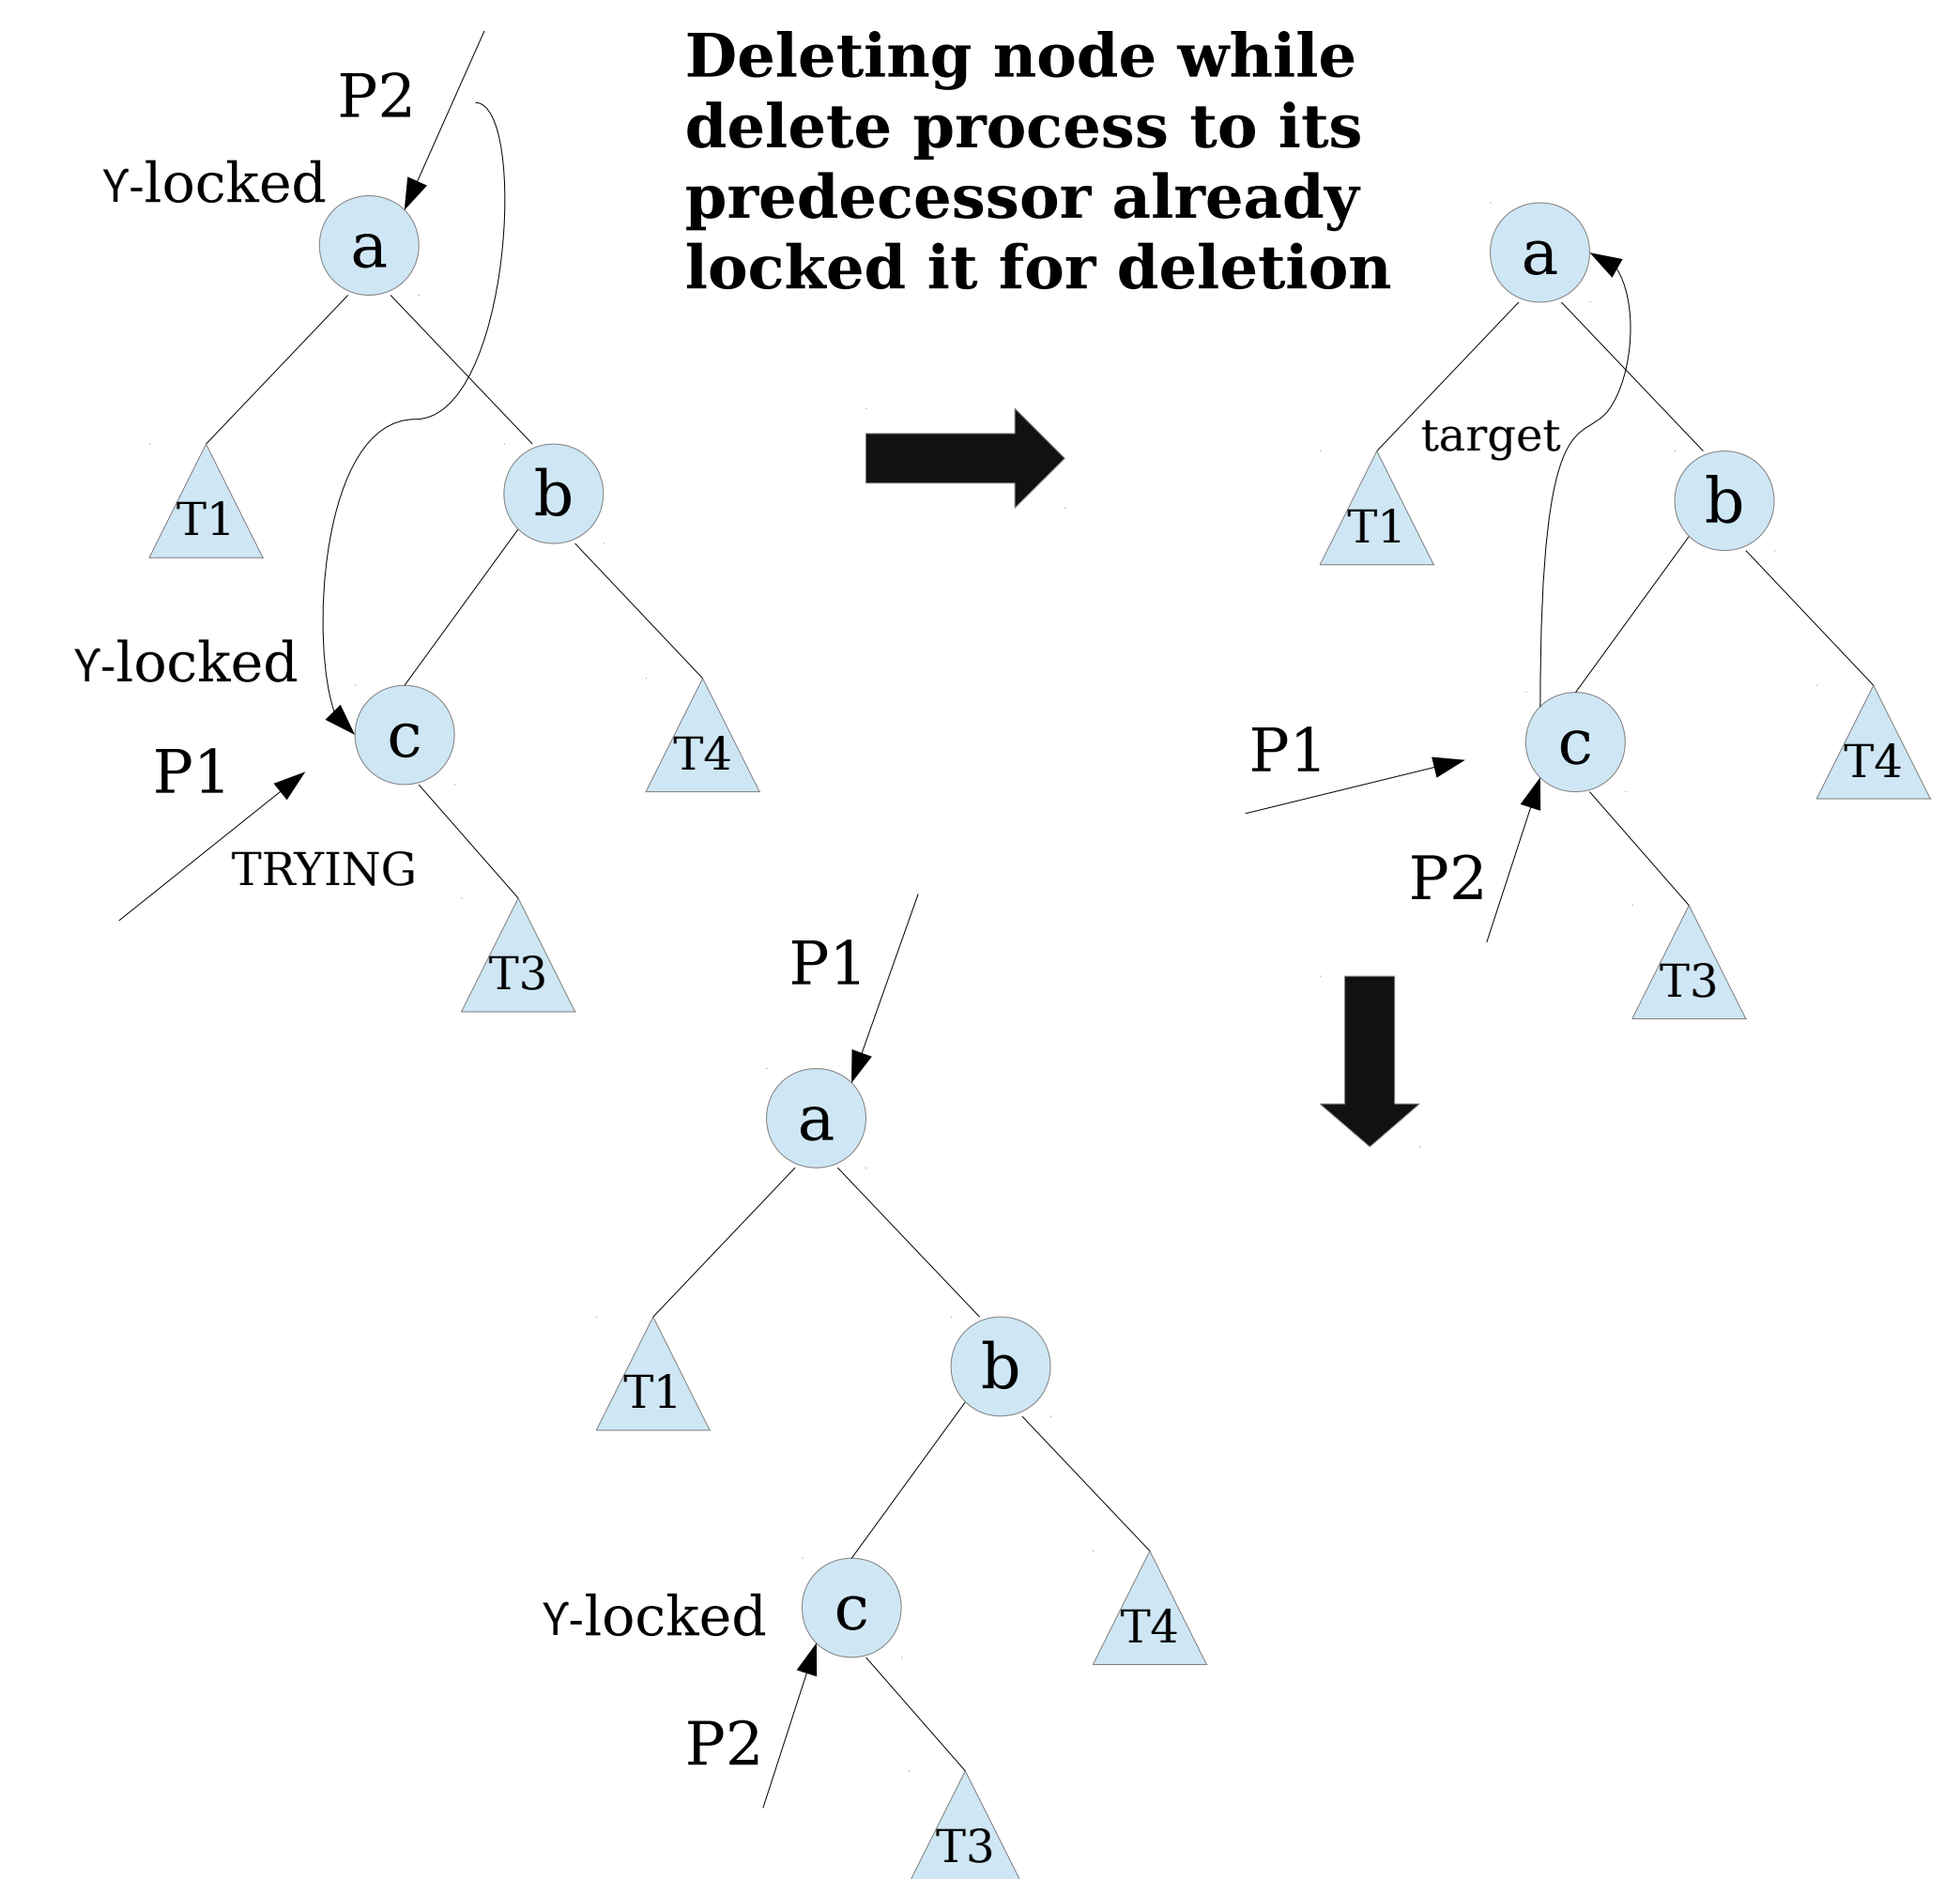 Deleting node while
delete process to its
predecessor already
locked it for deletion
P2
γ-locked
a
T1
b
γ-locked
c
T4
P1
TRYING
T3
a
target
T1
b
P1
c
T4
P2
T3
P1
a
T1
b
γ-locked
c
T4
P2
T3